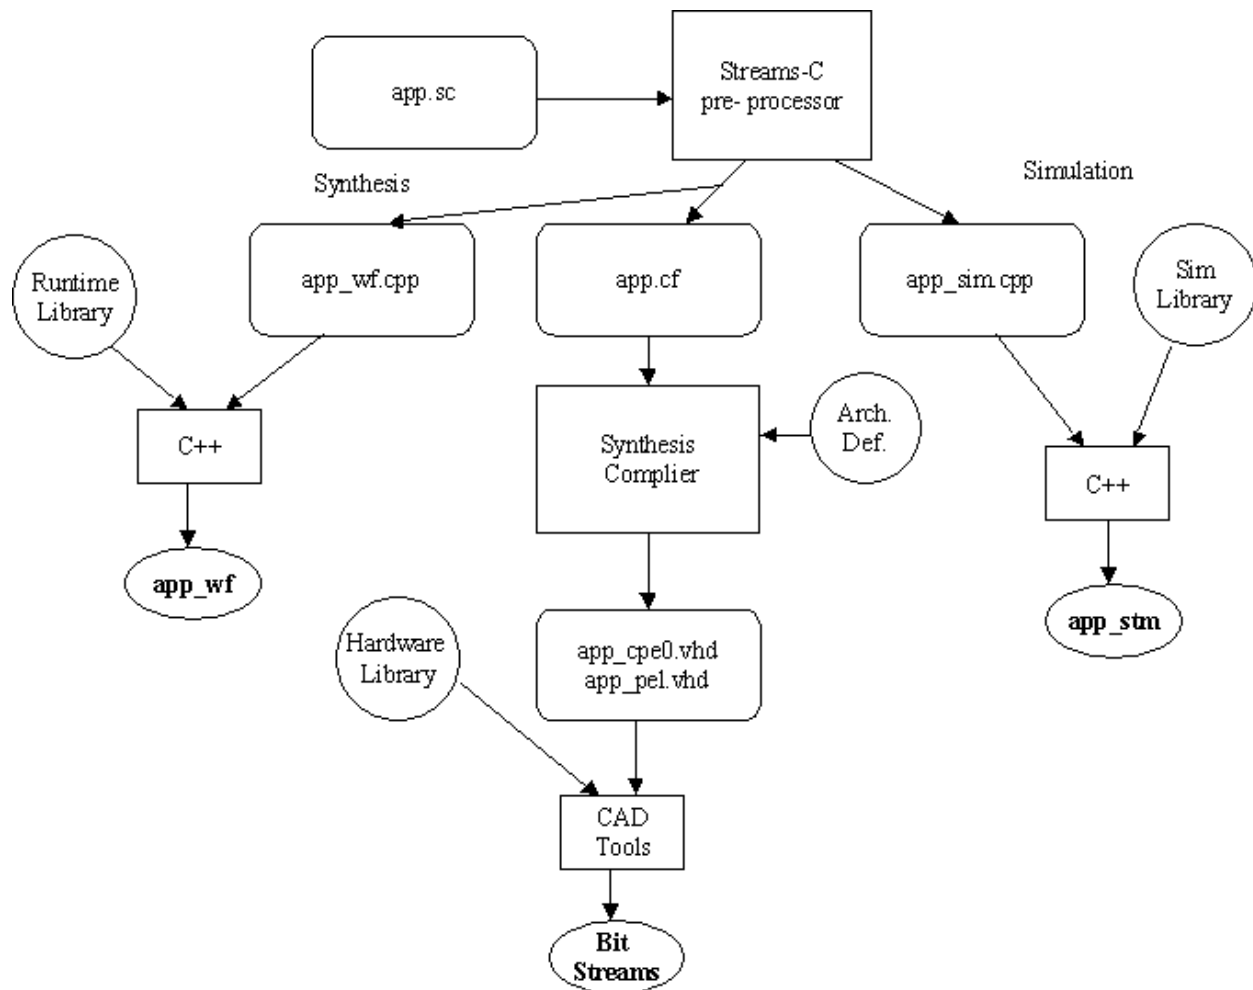 app.sc
Streams-C
pre- processor
Synthesis
Simulation
Runtime
Library
app_wf.cpp
app.cf
app_sim.cpp
Sim
Library
C++
Synthesis
Complier
Arch.
Def.
C++
app_wf
app_stm
Hardware
Library
app_cpe0.vhd
app_pel.vhd
CAD
Tools
Bit
Streams